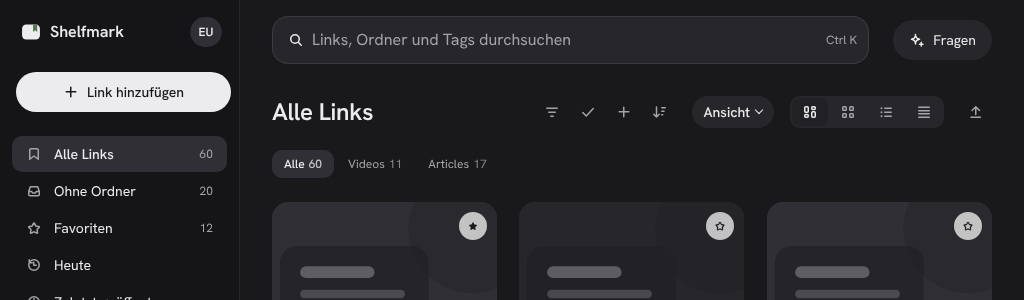 Shelfmark
EU
Link hinzufügen
Alle Links 60
Ohne Ordner 20
Favoriten 12
Heute
Links, Ordner und Tags durchsuchen Ctrl K
Fragen
Alle Links
Ansicht
Alle 60 Videos 11 Articles 17